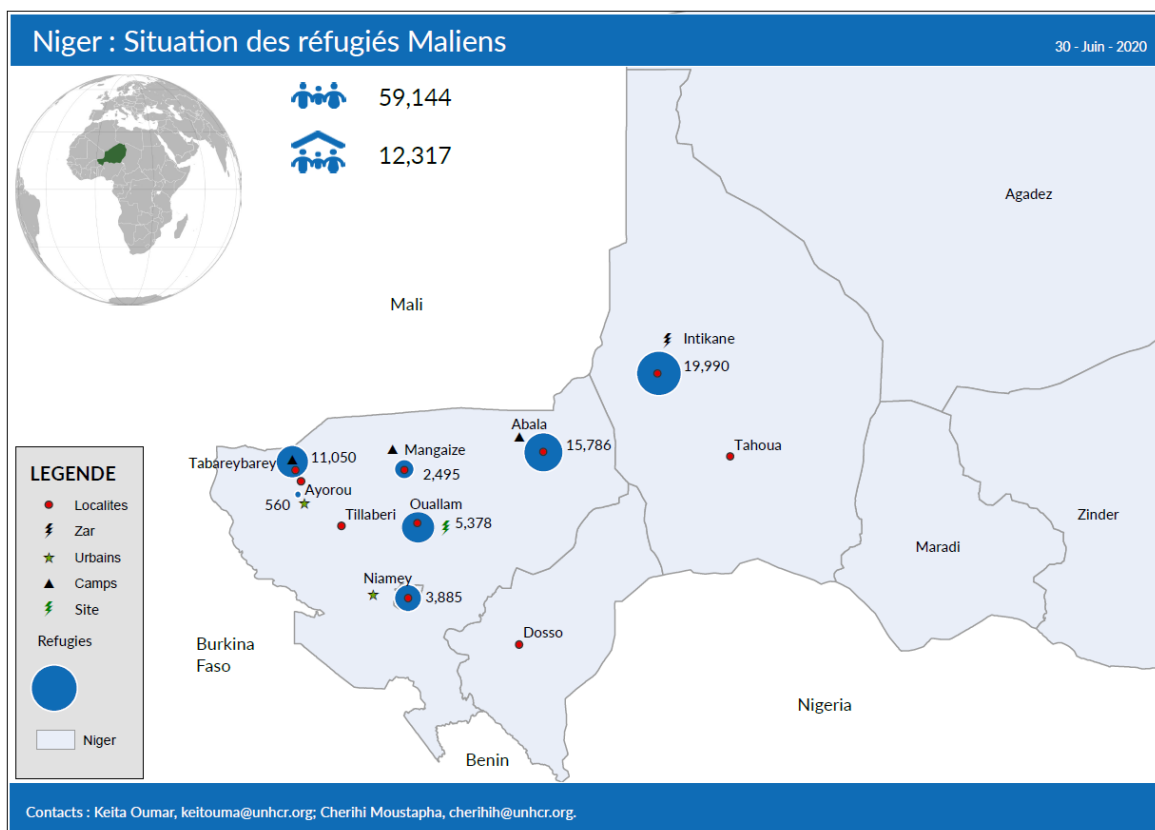 Niger : Situation des réfugiés Maliens
30 - Juin - 2020
59,144
12,317
Agadez
Mali
Intikane
19,990
Abala
15,786
Mangaize
2,495
Tabareybarey
11,050
Tahoua
Ayorou
560
Ouallam
5,378
Tillaberi
Zinder
Maradi
Niamey
3,885
Dosso
Burkina
Faso
Nigeria
Benin
LEGENDE
Localites
Zar
Urbains
Camps
Site
Refugies
Niger
Contacts : Keita Oumar, keitouma@unhcr.org; Cherihi Moustapha, cherihih@unhcr.org.